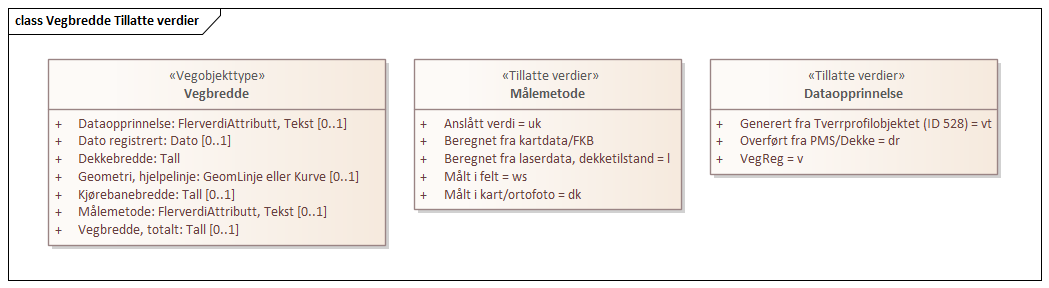 class Vegbredde Tillatte verdier
«Vegobjekttype»
Vegbredde
+ Dataopprinnelse: FlerverdiAttributt, Tekst [0..1]
+ Dato registrert: Dato [0..1]
+ Dekkebredde: Tall
+ Geometri, hjelpelinje: GeomLinje eller Kurve [0..1]
+ Kjørebanebredde: Tall [0..1]
+ Målemetode: FlerverdiAttributt, Tekst [0..1]
+ Vegbredde, totalt: Tall [0..1]
«Tillatte verdier»
Målemetode
+ Anslått verdi = uk
+ Beregnet fra kartdata/FKB
+ Beregnet fra laserdata, dekketilstand = l
+ Målt i felt = ws
+ Målt i kart/ortofoto = dk
«Tillatte verdier»
Dataopprinnelse
+ Generert fra Tverrprofilobjektet (ID 528) = vt
+ Overført fra PMS/Dekke = dr
+ VegReg = v